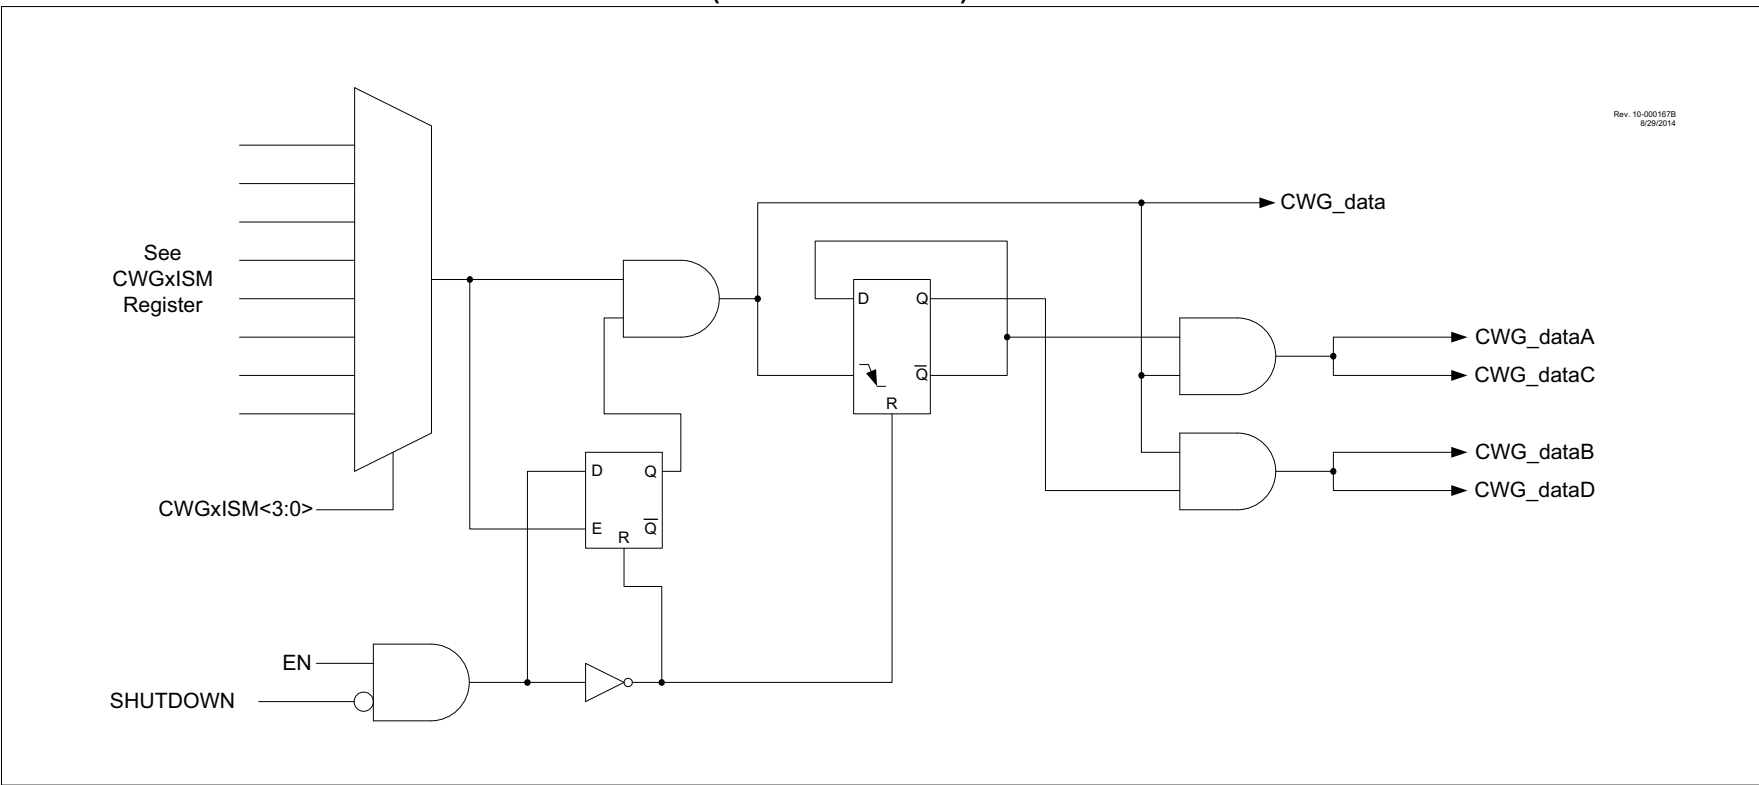 Rev. 10-000167B
8/29/2014
See
CWGxISM
Register
CWG_data
D
Q
Q̅
R
CWG_dataA
CWG_dataC
CWG_dataB
CWG_dataD
D
Q
E
Q̅
R
CWGxISM<3:0>
EN
SHUTDOWN